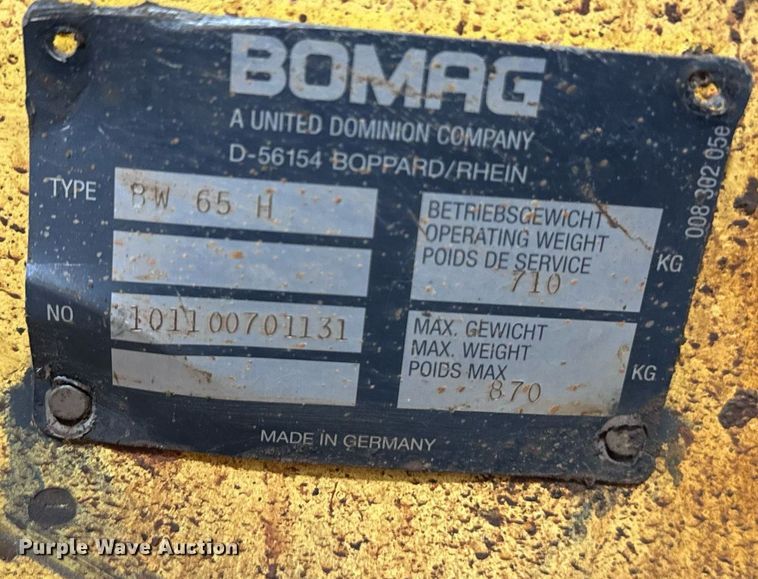 BOMAG
A UNITED DOMINION COMPANY
D-56154 BOPPARD/RHEIN
TYPE BW 65 H
NO 101100701131
BETRIEBSGEWICHT
OPERATING WEIGHT
POIDS DE SERVICE
710 KG
MAX. GEWICHT
MAX. WEIGHT
POIDS MAX
870 KG
MADE IN GERMANY
008 302 05e
Purple Wave Auction